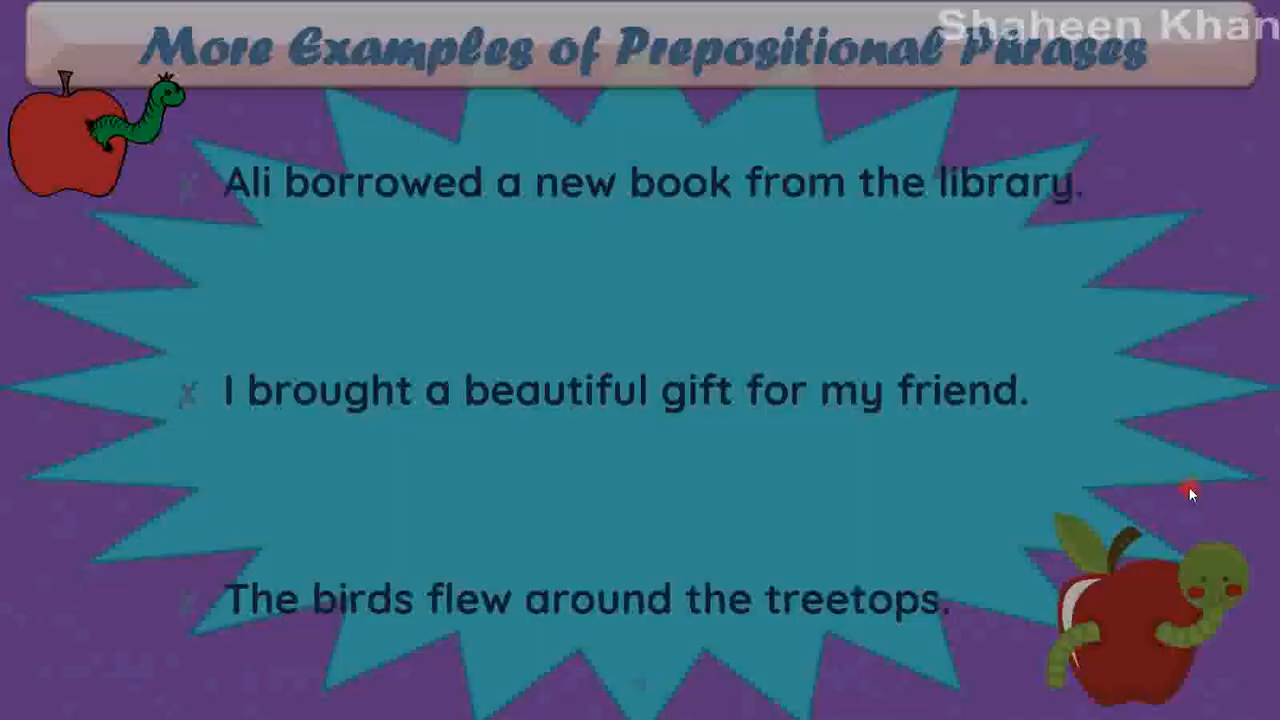 Shaheen Khan
More Examples of Prepositional Phrases
x Ali borrowed a new book from the library.
x I brought a beautiful gift for my friend.
x The birds flew around the treetops.